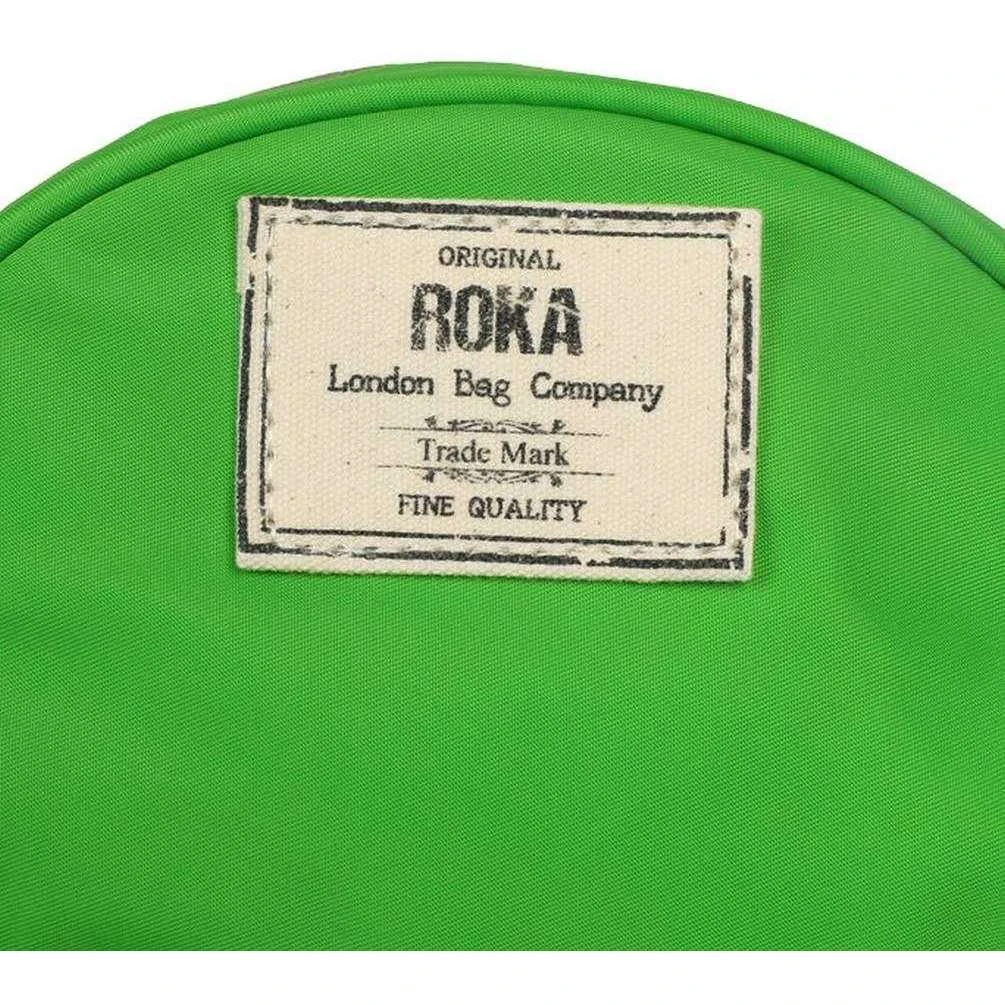 ORIGINAL
ROKA
London Bag Company
Trade Mark
FINE QUALITY